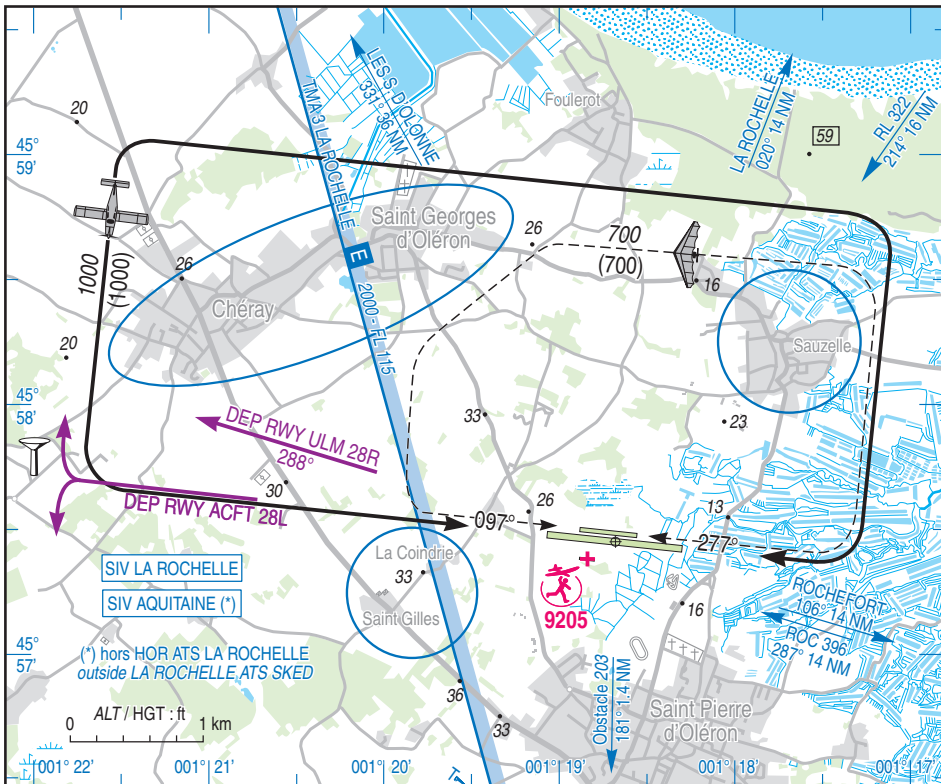 20
45°
59'
TMA 3 LA ROCHELLE
E
2000 - FL 115
LES S. D'OLONNE
331° 36 NM
Foulerot
LA ROCHELLE
020° 14 NM
59
RL 322
214° 16 NM
Saint Georges
d'Oléron
26
700
(700)
16
1000
(1000)
26
Chéray
Sauzelle
20
45°
58'
33
23
DEP RWY ULM 28R
288°
30
DEP RWY ACFT 28L
26
13
097°
277°
La Coindrie
33
Saint Gilles
9205
16
SIV LA ROCHELLE
SIV AQUITAINE (*)
(*) hors HOR ATS LA ROCHELLE
outside LA ROCHELLE ATS SKED
ROCHEFORT
106° 14 NM
ROC 396
287° 14 NM
45°
57'
36
33
Obstacle 203
181° 1.4 NM
Saint Pierre
d'Oléron
ALT / HGT : ft
0
1 km
001° 22'
001° 21'
001° 20'
001° 19'
001° 18'
001° 17'